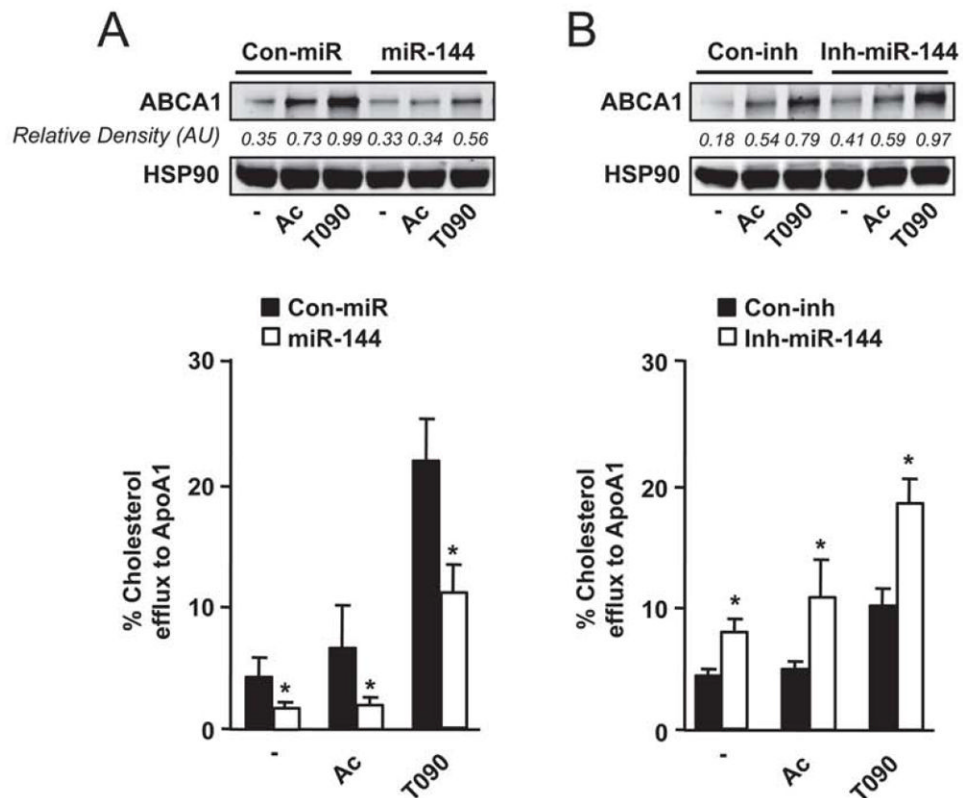 A
Con-miR miR-144
ABCA1
Relative Density (AU) 0.35 0.73 0.99 0.33 0.34 0.56
HSP90
- Ac T090 - Ac T090
Con-miR
miR-144
30
20
10
0
% Cholesterol
efflux to ApoA1
* * *
- Ac T090
B
Con-inh Inh-miR-144
ABCA1
0.18 0.54 0.79 0.41 0.59 0.97
HSP90
- Ac T090 - Ac T090
Con-inh
Inh-miR-144
30
20
10
0
% Cholesterol
efflux to ApoA1
* * *
- Ac T090